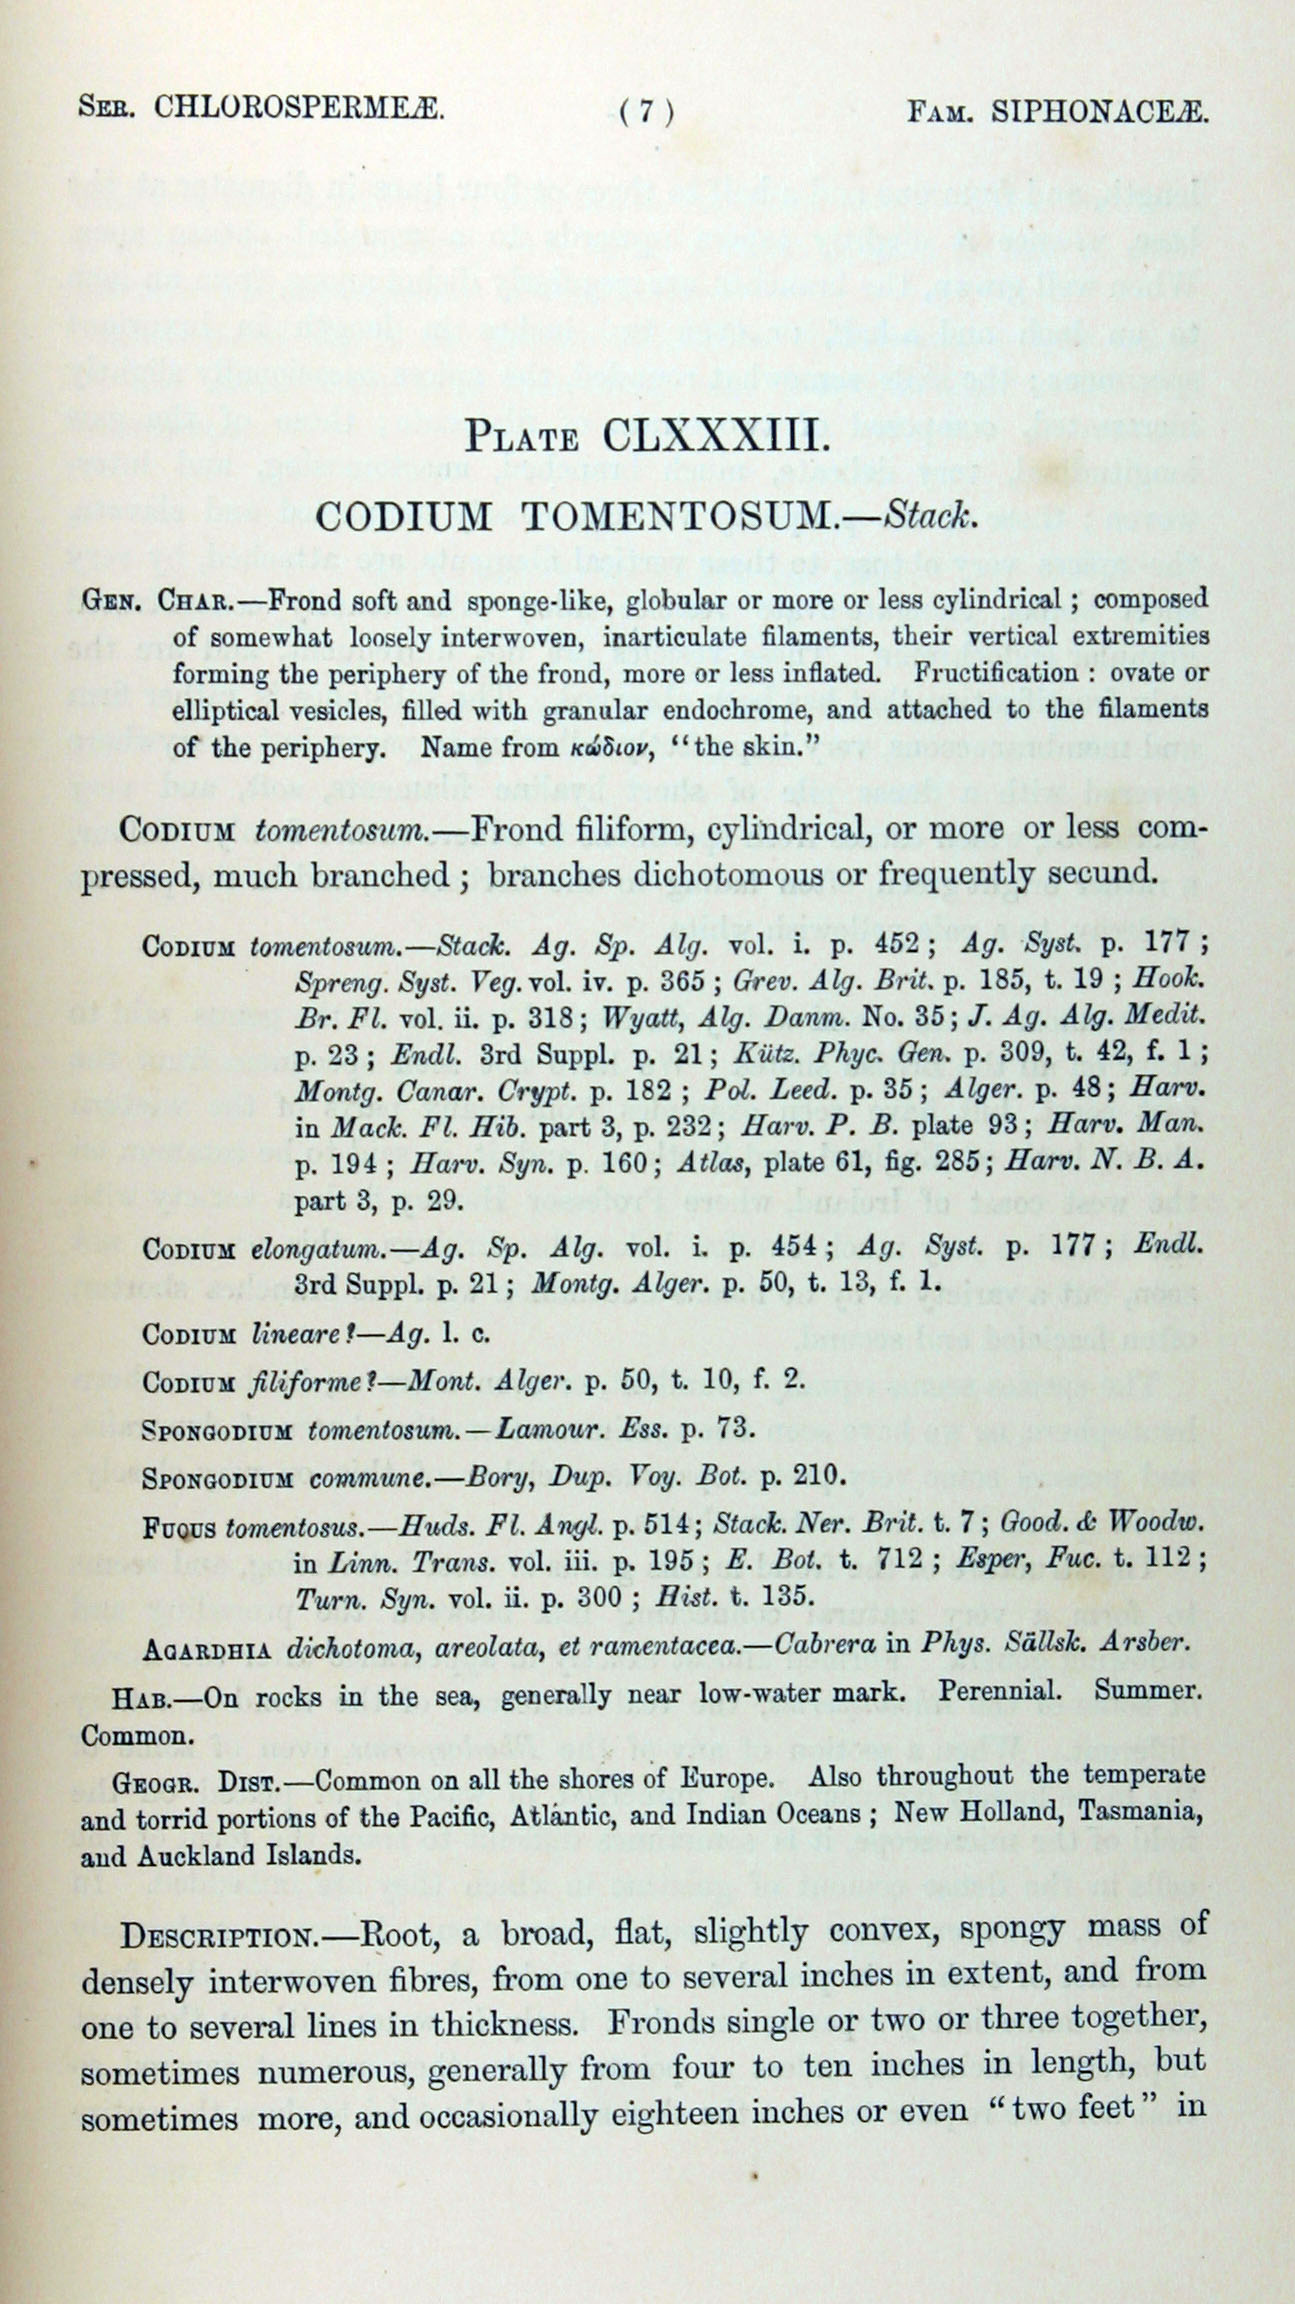 Ser. CHLOROSPERMEÆ.
( 7 )
Fam. SIPHONACEÆ.
Plate CLXXXIII.
CODIUM TOMENTOSUM.—Stack.
Gen. Char.—Frond soft and sponge-like, globular or more or less cylindrical ; composed
of somewhat loosely interwoven, inarticulate filaments, their vertical extremities
forming the periphery of the frond, more or less inflated. Fructification : ovate or
elliptical vesicles, filled with granular endochrome, and attached to the filaments
of the periphery. Name from κώδιον, “the skin.”
Codium tomentosum.—Frond filiform, cylindrical, or more or less com-
pressed, much branched ; branches dichotomous or frequently secund.
Codium tomentosum.—Stack. Ag. Sp. Alg. vol. i. p. 452 ; Ag. Syst. p. 177 ;
Spreng. Syst. Veg. vol. iv. p. 365 ; Grev. Alg. Brit. p. 185, t. 19 ; Hook.
Br. Fl. vol. ii. p. 318 ; Wyatt, Alg. Danm. No. 35 ; J. Ag. Alg. Medit.
p. 23 ; Endl. 3rd Suppl. p. 21 ; Kütz. Phyc. Gen. p. 309, t. 42, f. 1 ;
Montg. Canar. Crypt. p. 182 ; Pol. Leed. p. 35 ; Alger. p. 48 ; Harv.
in Mack. Fl. Hib. part 3, p. 232 ; Harv. P. B. plate 93 ; Harv. Man.
p. 194 ; Harv. Syn. p. 160 ; Atlas, plate 61, fig. 285 ; Harv. N. B. A.
part 3, p. 29.
Codium elongatum.—Ag. Sp. Alg. vol. i. p. 454 ; Ag. Syst. p. 177 ; Endl.
3rd Suppl. p. 21 ; Montg. Alger. p. 50, t. 13, f. 1.
Codium lineare ?—Ag. l. c.
Codium filiforme ?—Mont. Alger. p. 50, t. 10, f. 2.
Spongodium tomentosum.—Lamour. Ess. p. 73.
Spongodium commune.—Bory, Dup. Voy. Bot. p. 210.
Fuqus tomentosus.—Huds. Fl. Angl. p. 514 ; Stack. Ner. Brit. t. 7 ; Good. & Woodw.
in Linn. Trans. vol. iii. p. 195 ; E. Bot. t. 712 ; Esper, Fuc. t. 112 ;
Turn. Syn. vol. ii. p. 300 ; Hist. t. 135.
Agardhia dichotoma, areolata, et ramentacea.—Cabrera in Phys. Sällsk. Arsber.
Hab.—On rocks in the sea, generally near low-water mark. Perennial. Summer.
Common.
Geogr. Dist.—Common on all the shores of Europe. Also throughout the temperate
and torrid portions of the Pacific, Atlantic, and Indian Oceans ; New Holland, Tasmania,
and Auckland Islands.
Description.—Root, a broad, flat, slightly convex, spongy mass of
densely interwoven fibres, from one to several inches in extent, and from
one to several lines in thickness. Fronds single or two or three together,
sometimes numerous, generally from four to ten inches in length, but
sometimes more, and occasionally eighteen inches or even “two feet” in